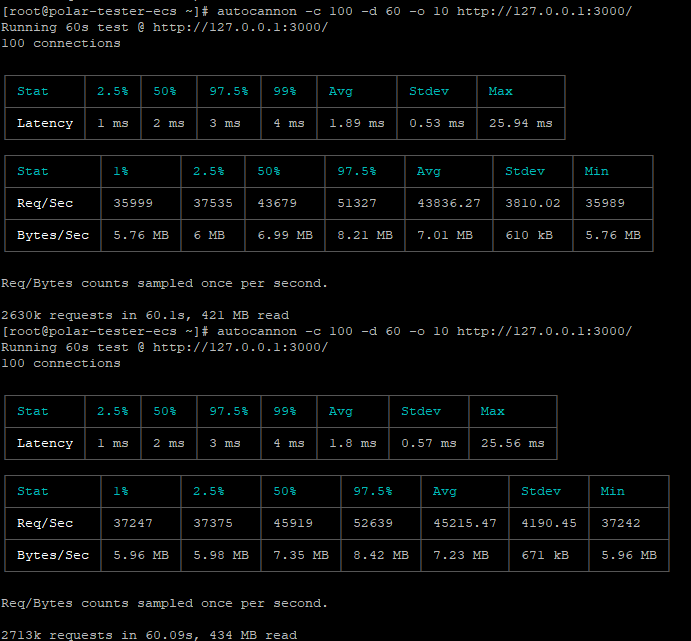 [root@polar-tester-ecs ~]# autocannon -c 100 -d 60 -o 10 http://127.0.0.1:3000/
Running 60s test @ http://127.0.0.1:3000/
100 connections
Stat 2.5% 50% 97.5% 99% Avg Stdev Max
Latency 1 ms 2 ms 3 ms 4 ms 1.89 ms 0.53 ms 25.94 ms
Stat 1% 2.5% 50% 97.5% Avg Stdev Min
Req/Sec 35999 37535 43679 51327 43836.27 3810.02 35989
Bytes/Sec 5.76 MB 6 MB 6.99 MB 8.21 MB 7.01 MB 610 kB 5.76 MB
Req/Bytes counts sampled once per second.
2630k requests in 60.1s, 421 MB read
[root@polar-tester-ecs ~]# autocannon -c 100 -d 60 -o 10 http://127.0.0.1:3000/
Running 60s test @ http://127.0.0.1:3000/
100 connections
Stat 2.5% 50% 97.5% 99% Avg Stdev Max
Latency 1 ms 2 ms 3 ms 4 ms 1.8 ms 0.57 ms 25.56 ms
Stat 1% 2.5% 50% 97.5% Avg Stdev Min
Req/Sec 37247 37375 45919 52639 45215.47 4190.45 37242
Bytes/Sec 5.96 MB 5.98 MB 7.35 MB 8.42 MB 7.23 MB 671 kB 5.96 MB
Req/Bytes counts sampled once per second.
2713k requests in 60.09s, 434 MB read